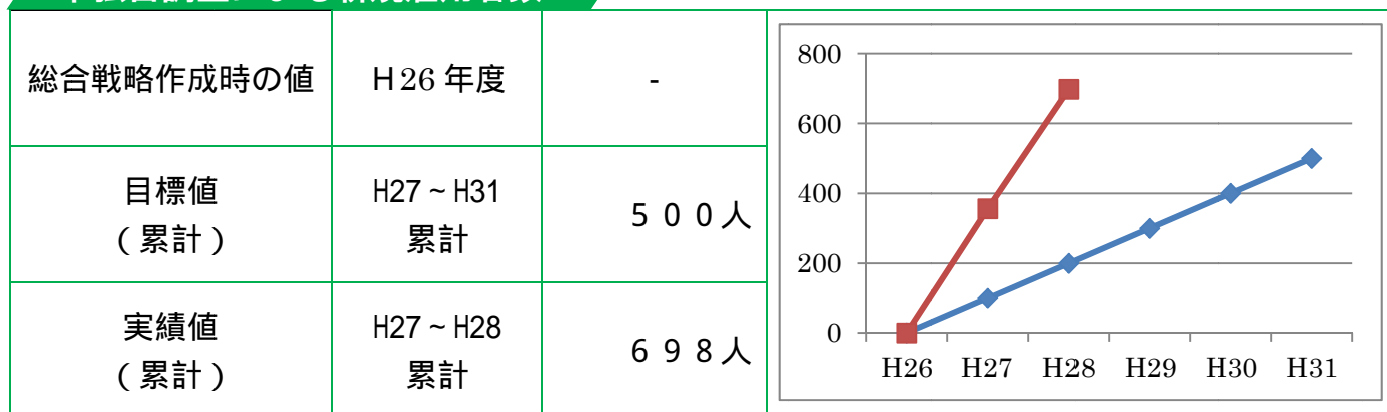 総合戦略作成時の値 H26年度 -
目標値
(累計)
H27~H31
累計
500人
実績値
(累計)
H27~H28
累計
698人
800
600
400
200
0
H26 H27 H28 H29 H30 H31